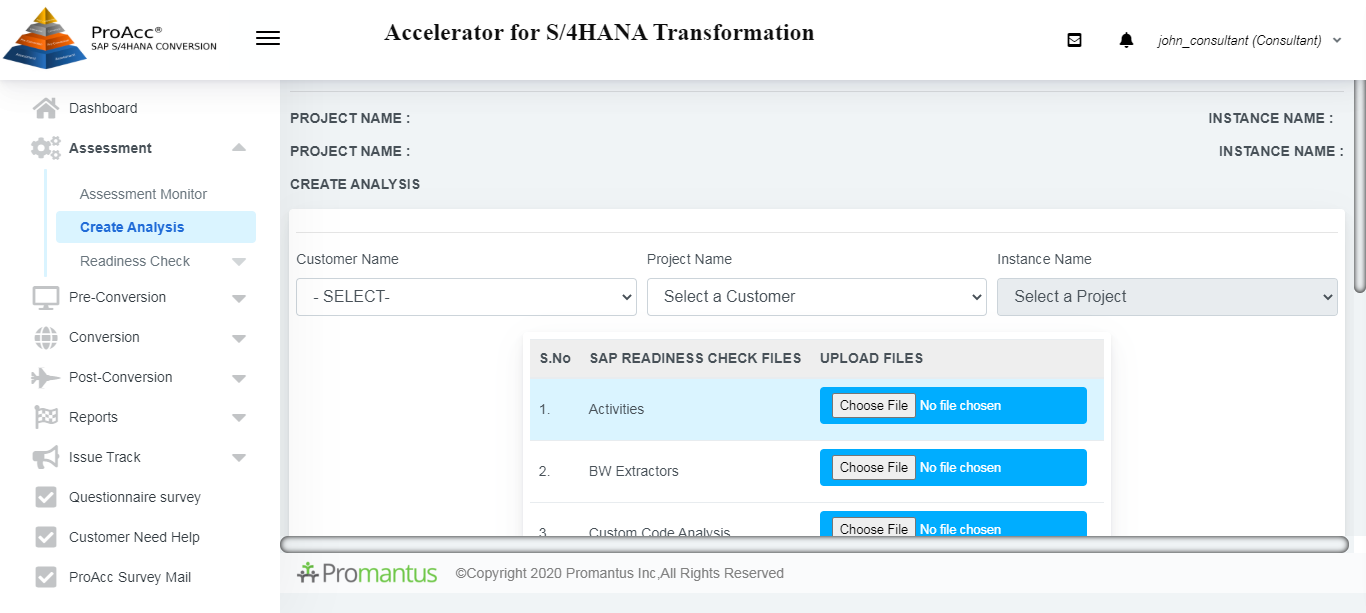 ProAcc®
SAP S/4HANA CONVERSION
Accelerator for S/4HANA Transformation
john_consultant (Consultant)
Dashboard
Assessment
Assessment Monitor
Create Analysis
Readiness Check
Pre-Conversion
Conversion
Post-Conversion
Reports
Issue Track
Questionnaire survey
Customer Need Help
ProAcc Survey Mail
PROJECT NAME : INSTANCE NAME :
PROJECT NAME : INSTANCE NAME :
CREATE ANALYSIS
Customer Name Project Name Instance Name
- SELECT- Select a Customer Select a Project
S.No SAP READINESS CHECK FILES UPLOAD FILES
1. Activities Choose File No file chosen
2. BW Extractors Choose File No file chosen
3. Custom Code Analysis Choose File No file chosen
Promantus ©Copyright 2020 Promantus Inc,All Rights Reserved